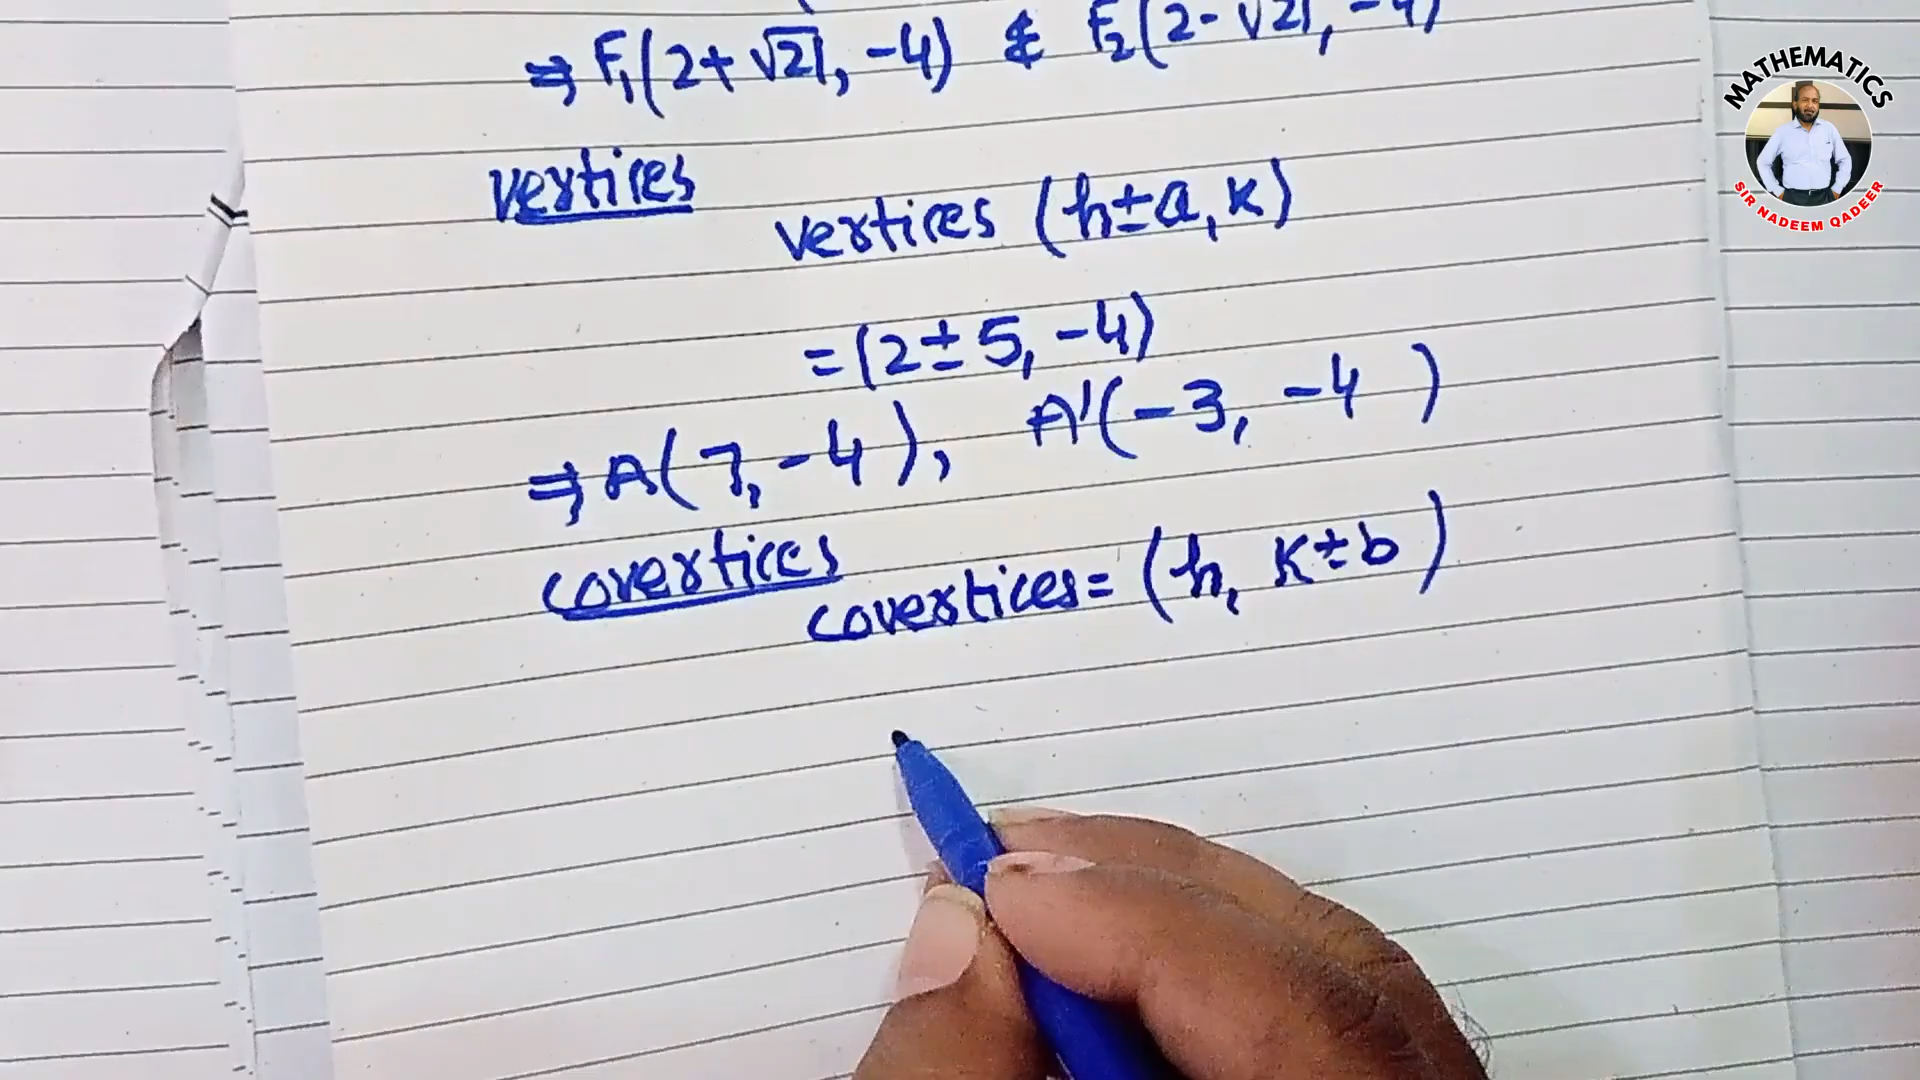 ⇒ F₁(2+√21, -4) & F₂(2-√21, -4)
vertices
vertices (h±a, k)
= (2±5, -4)
⇒ A(7, -4), A'(-3, -4)
covertices
covertices = (h, k±b)
MATHEMATICS
SIR NADEEM QADEER